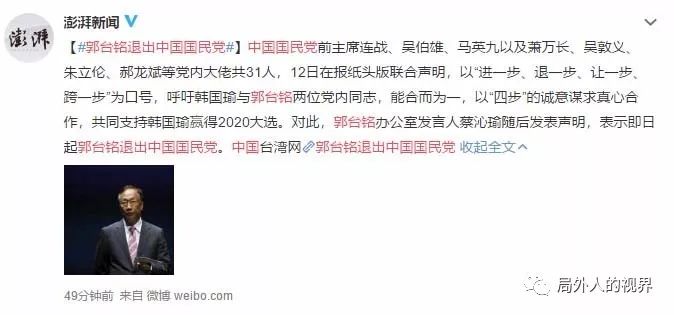 澎湃
澎湃新闻
【#郭台铭退出中国国民党#】中国国民党前主席连战、吴伯雄、马英九以及萧万长、吴敦义、
朱立伦、郝龙斌等党内大佬共31人，12日在报纸头版联合声明，以“进一步、退一步、让一步、
跨一步”为口号，呼吁韩国瑜与郭台铭两位党内同志，能合而为一，以“四步”的诚意谋求真心合
作，共同支持韩国瑜赢得2020大选。对此，郭台铭办公室发言人蔡沁瑜随后发表声明，表示即日
起郭台铭退出中国国民党。中国台湾网 郭台铭退出中国国民党 收起全文
49分钟前 来自 微博 weibo.com
局外人的视界